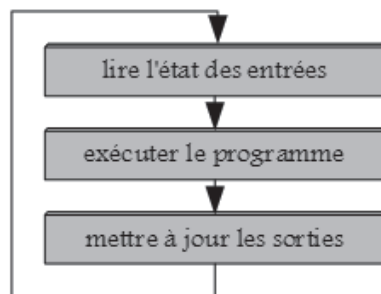 lire l'état des entrées
exécuter le programme
mettre à jour les sorties